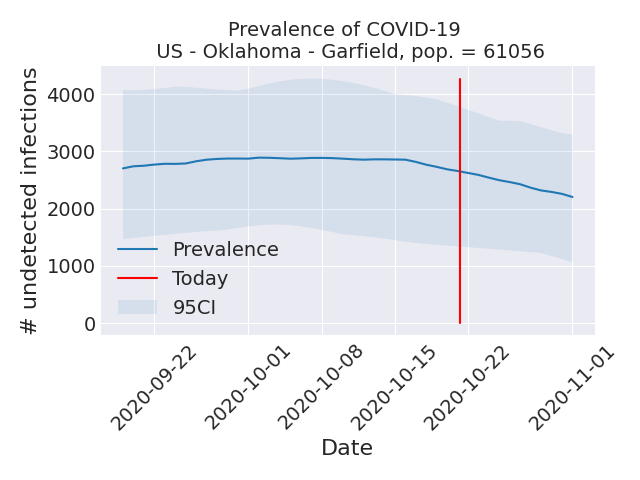 Prevalence of COVID-19
US - Oklahoma - Garfield, pop. = 61056
# undetected infections
4000
3000
2000
1000
0
Prevalence
Today
95CI
2020-09-22
2020-10-01
2020-10-08
2020-10-15
2020-10-22
2020-11-01
Date